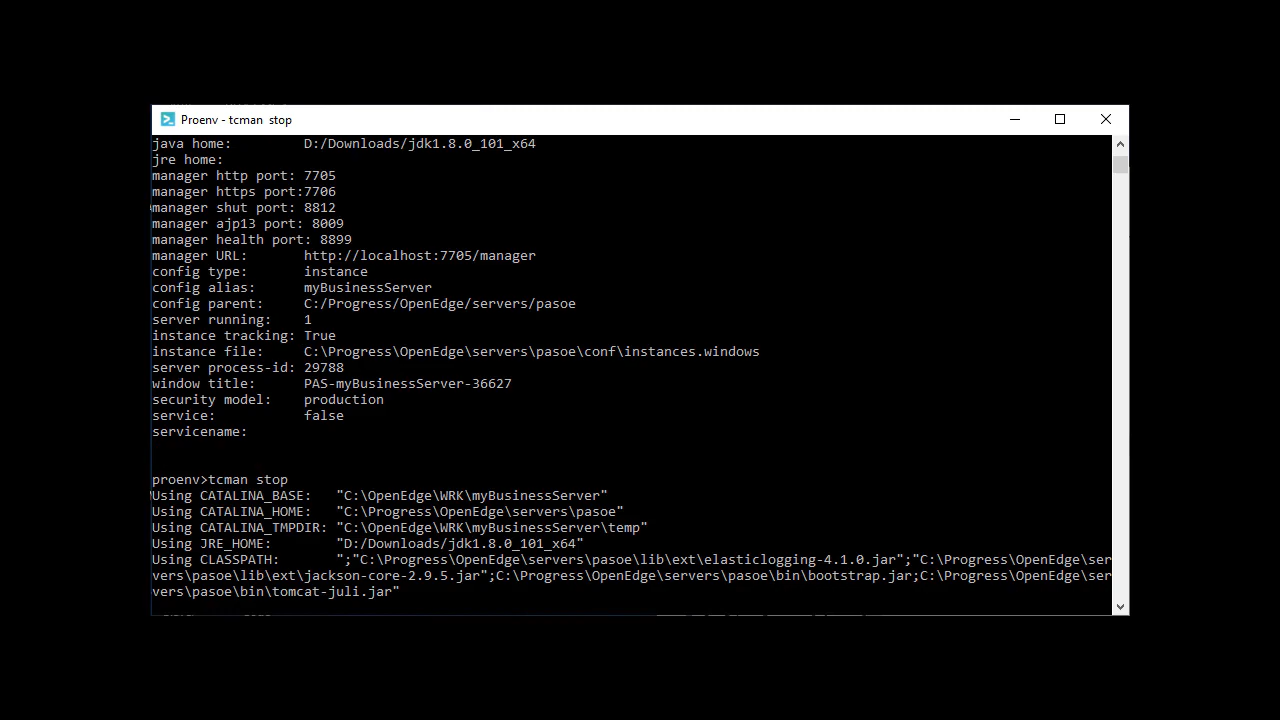 Proenv - tcman  stop
java home:         D:/Downloads/jdk1.8.0_101_x64
jre home:
manager http port: 7705
manager https port:7706
manager shut port: 8812
manager ajp13 port: 8009
manager health port: 8899
manager URL:       http://localhost:7705/manager
config type:       instance
config alias:      myBusinessServer
config parent:     C:/Progress/OpenEdge/servers/pasoe
server running:    1
instance tracking: True
instance file:     C:\Progress\OpenEdge\servers\pasoe\conf\instances.windows
server process-id: 29788
window title:      PAS-myBusinessServer-36627
security model:    production
service:           false
servicename:
proenv>tcman stop
Using CATALINA_BASE:   "C:\OpenEdge\WRK\myBusinessServer"
Using CATALINA_HOME:   "C:\Progress\OpenEdge\servers\pasoe"
Using CATALINA_TMPDIR: "C:\OpenEdge\WRK\myBusinessServer\temp"
Using JRE_HOME:        "D:/Downloads/jdk1.8.0_101_x64"
Using CLASSPATH:       ";"C:\Progress\OpenEdge\servers\pasoe\lib\ext\elasticlogging-4.1.0.jar";"C:\Progress\OpenEdge\ser
vers\pasoe\lib\ext\jackson-core-2.9.5.jar";C:\Progress\OpenEdge\servers\pasoe\bin\bootstrap.jar;C:\Progress\OpenEdge\ser
vers\pasoe\bin\tomcat-juli.jar"